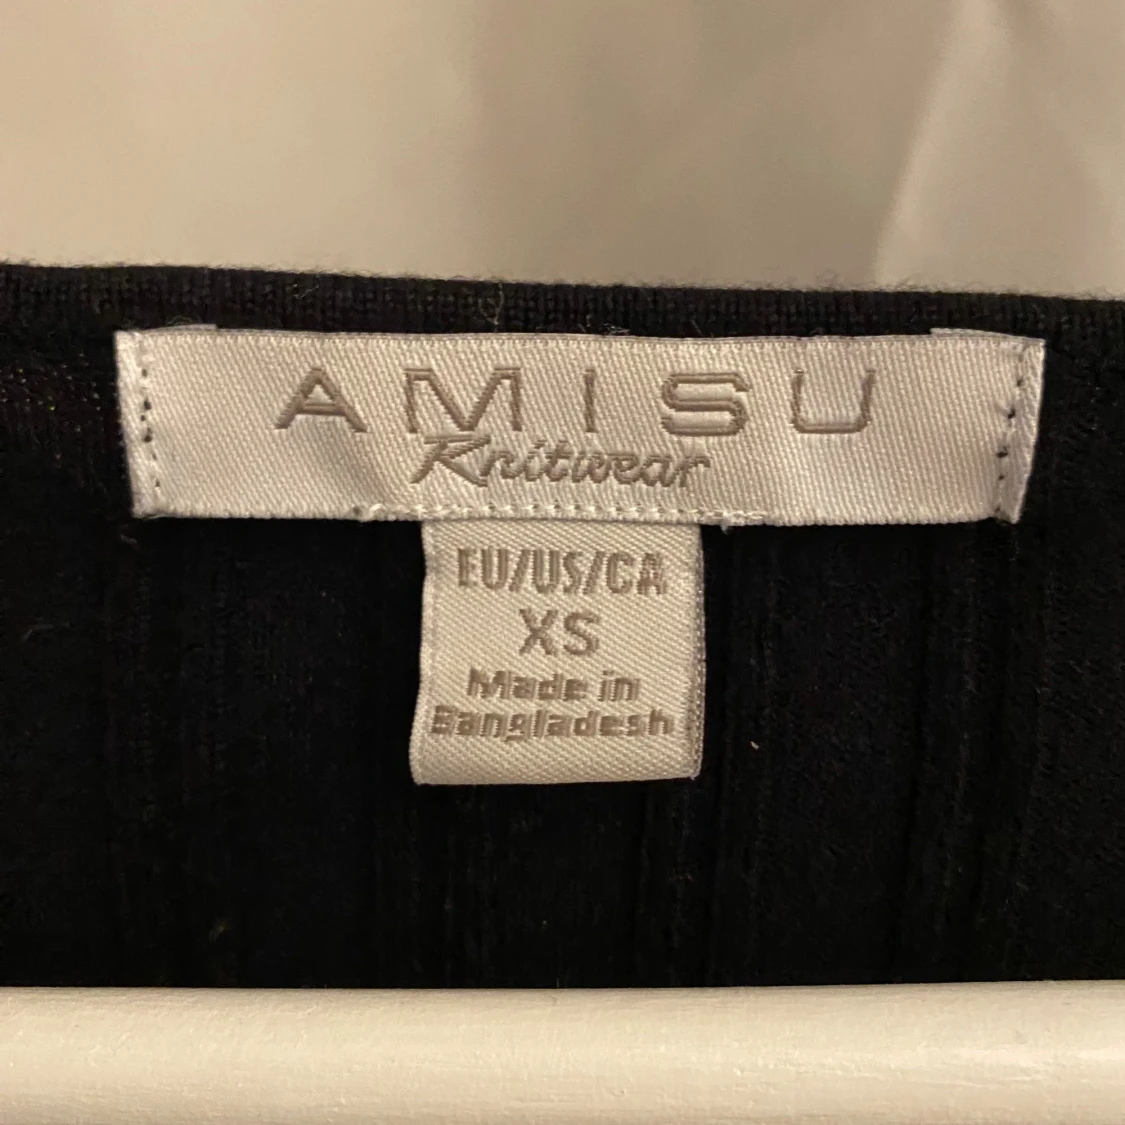 AMISU
Knitwear
EU/US/CA
XS
Made in
Bangladesh